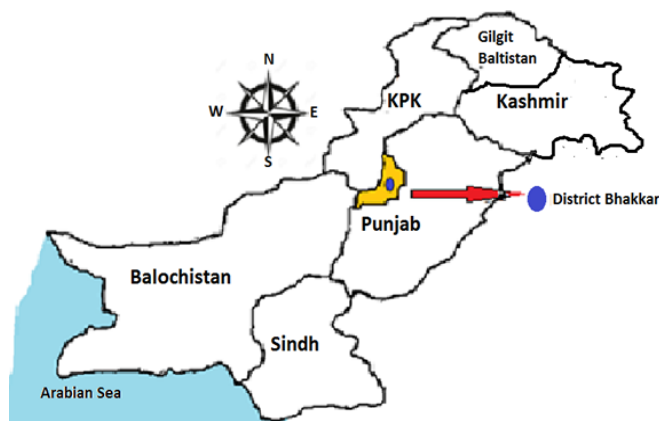 Gilgit
Baltistan
N
KPK
Kashmir
W
E
S
District Bhakkar
Punjab
Balochistan
Sindh
Arabian Sea